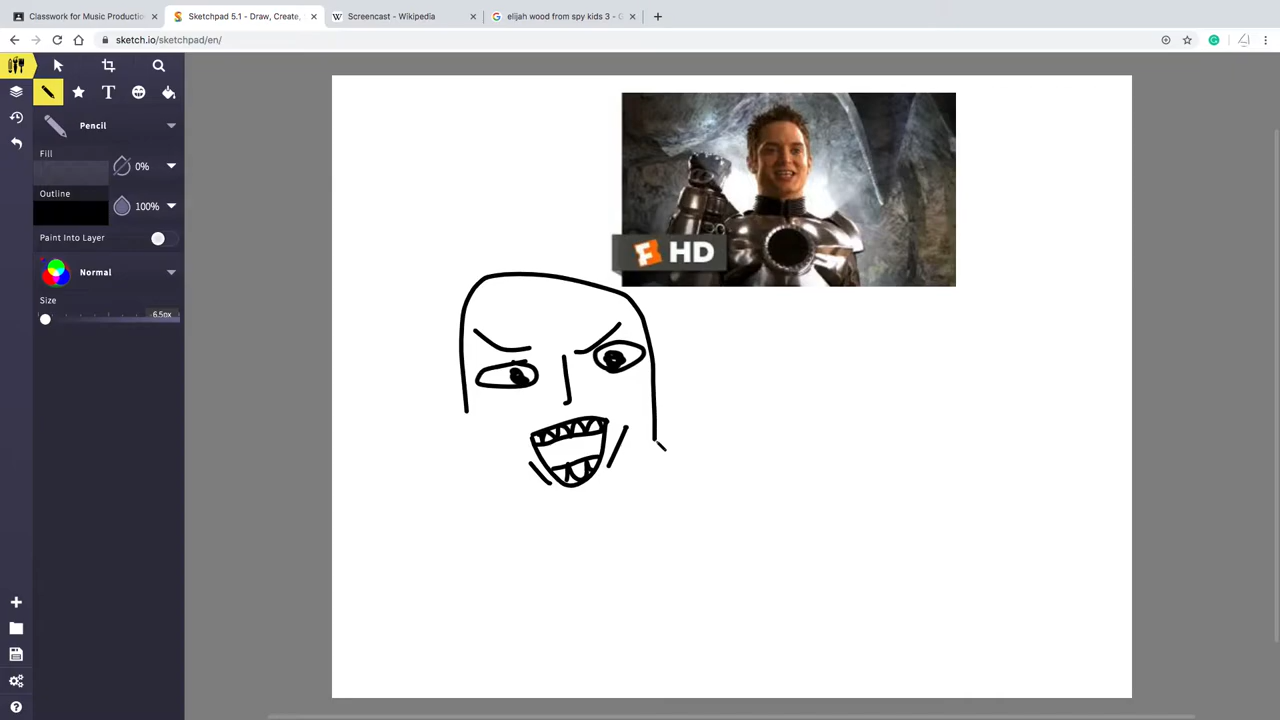 Classwork for Music Productio
Sketchpad 5.1 - Draw, Create,
Screencast - Wikipedia
elijah wood from spy kids 3 - G
sketch.io/sketchpad/en/
Pencil
Fill
0%
Outline
100%
Paint Into Layer
Normal
Size
6.5px
F HD